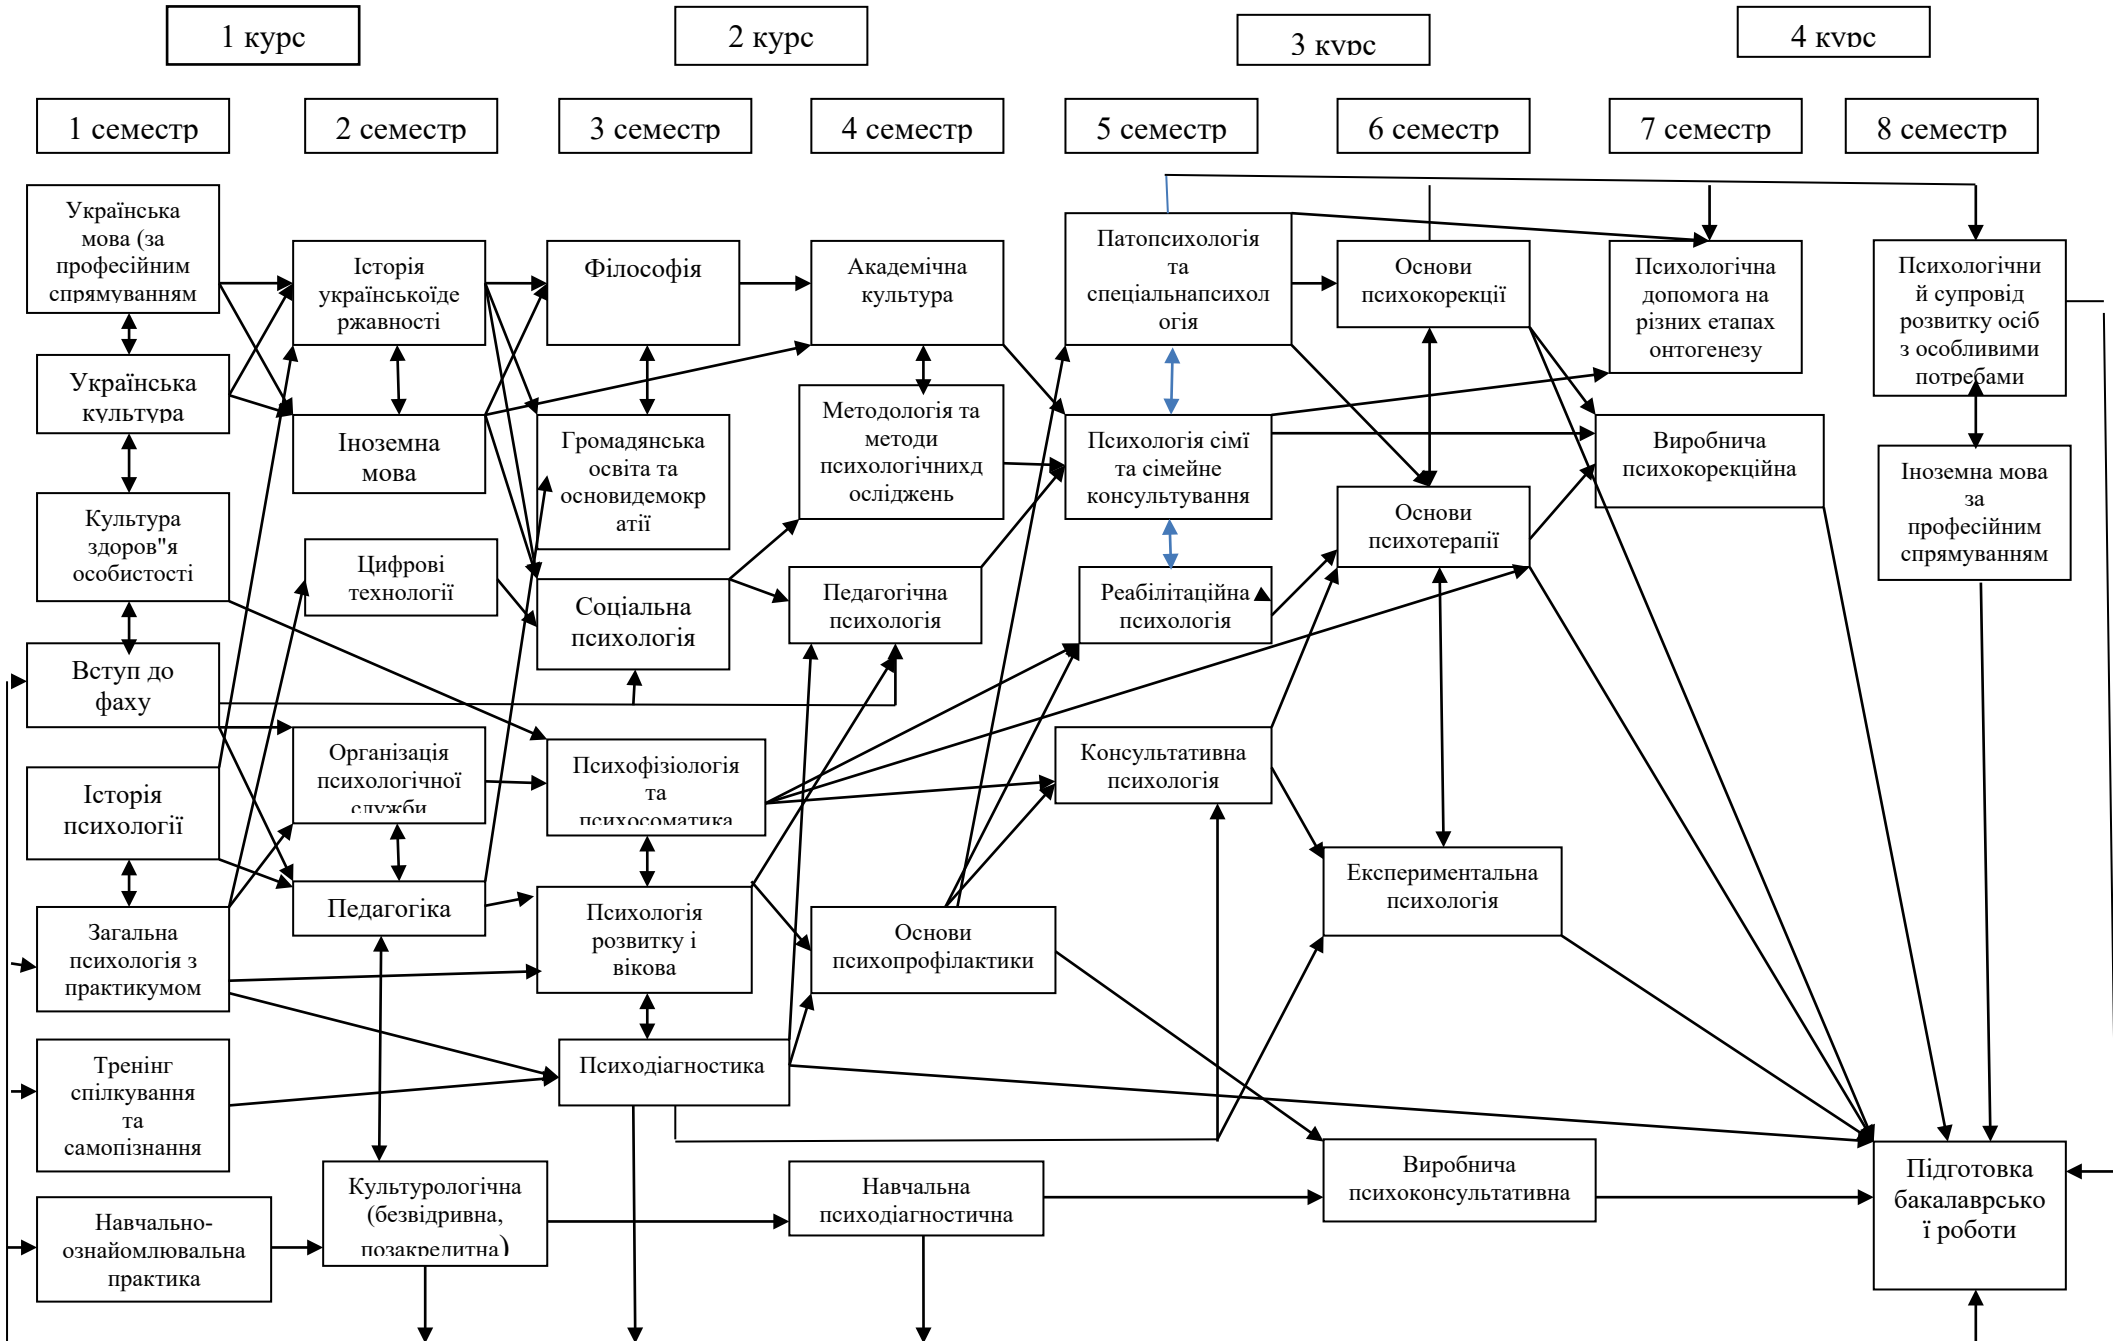 1 курс
2 курс
3 курс
4 курс
1 семестр
2 семестр
3 семестр
4 семестр
5 семестр
6 семестр
7 семестр
8 семестр
Українська
мова (за
професійним
спрямуванням
Українська
культура
Культура
здоров"я
особистості
Вступ до
фаху
Історія
психології
Загальна
психологія з
практикумом
Тренінг
спілкування
та
самопізнання
Навчально-
ознайомлювальна
практика
Історія
українськоїде
ржавності
Іноземна
мова
Цифрові
технології
Організація
психологічної
служби
Педагогіка
Культурологічна
(безвідривна,
позакредитна)
Філософія
Громадянська
освіта та
основидемокр
атії
Соціальна
психологія
Психофізіологія
та
психосоматика
Психологія
розвитку і
вікова
Психодіагностика
Академічна
культура
Методологія та
методи
психологічнихд
осліджень
Педагогічна
психологія
Основи
психопрофілактики
Навчальна
психодіагностична
Патопсихологія
та
спеціальнапсихол
огія
Психологія сімї
та сімейне
консультування
Реабілітаційна
психологія
Консультативна
психологія
Основи
психокорекції
Основи
психотерапії
Експериментальна
психологія
Виробнича
психоконсультативна
Психологічна
допомога на
різних етапах
онтогенезу
Виробнича
психокорекційна
Психологічни
й супровід
розвитку осіб
з особливими
потребами
Іноземна мова
за
професійним
спрямуванням
Підготовка
бакалаврсько
ї роботи